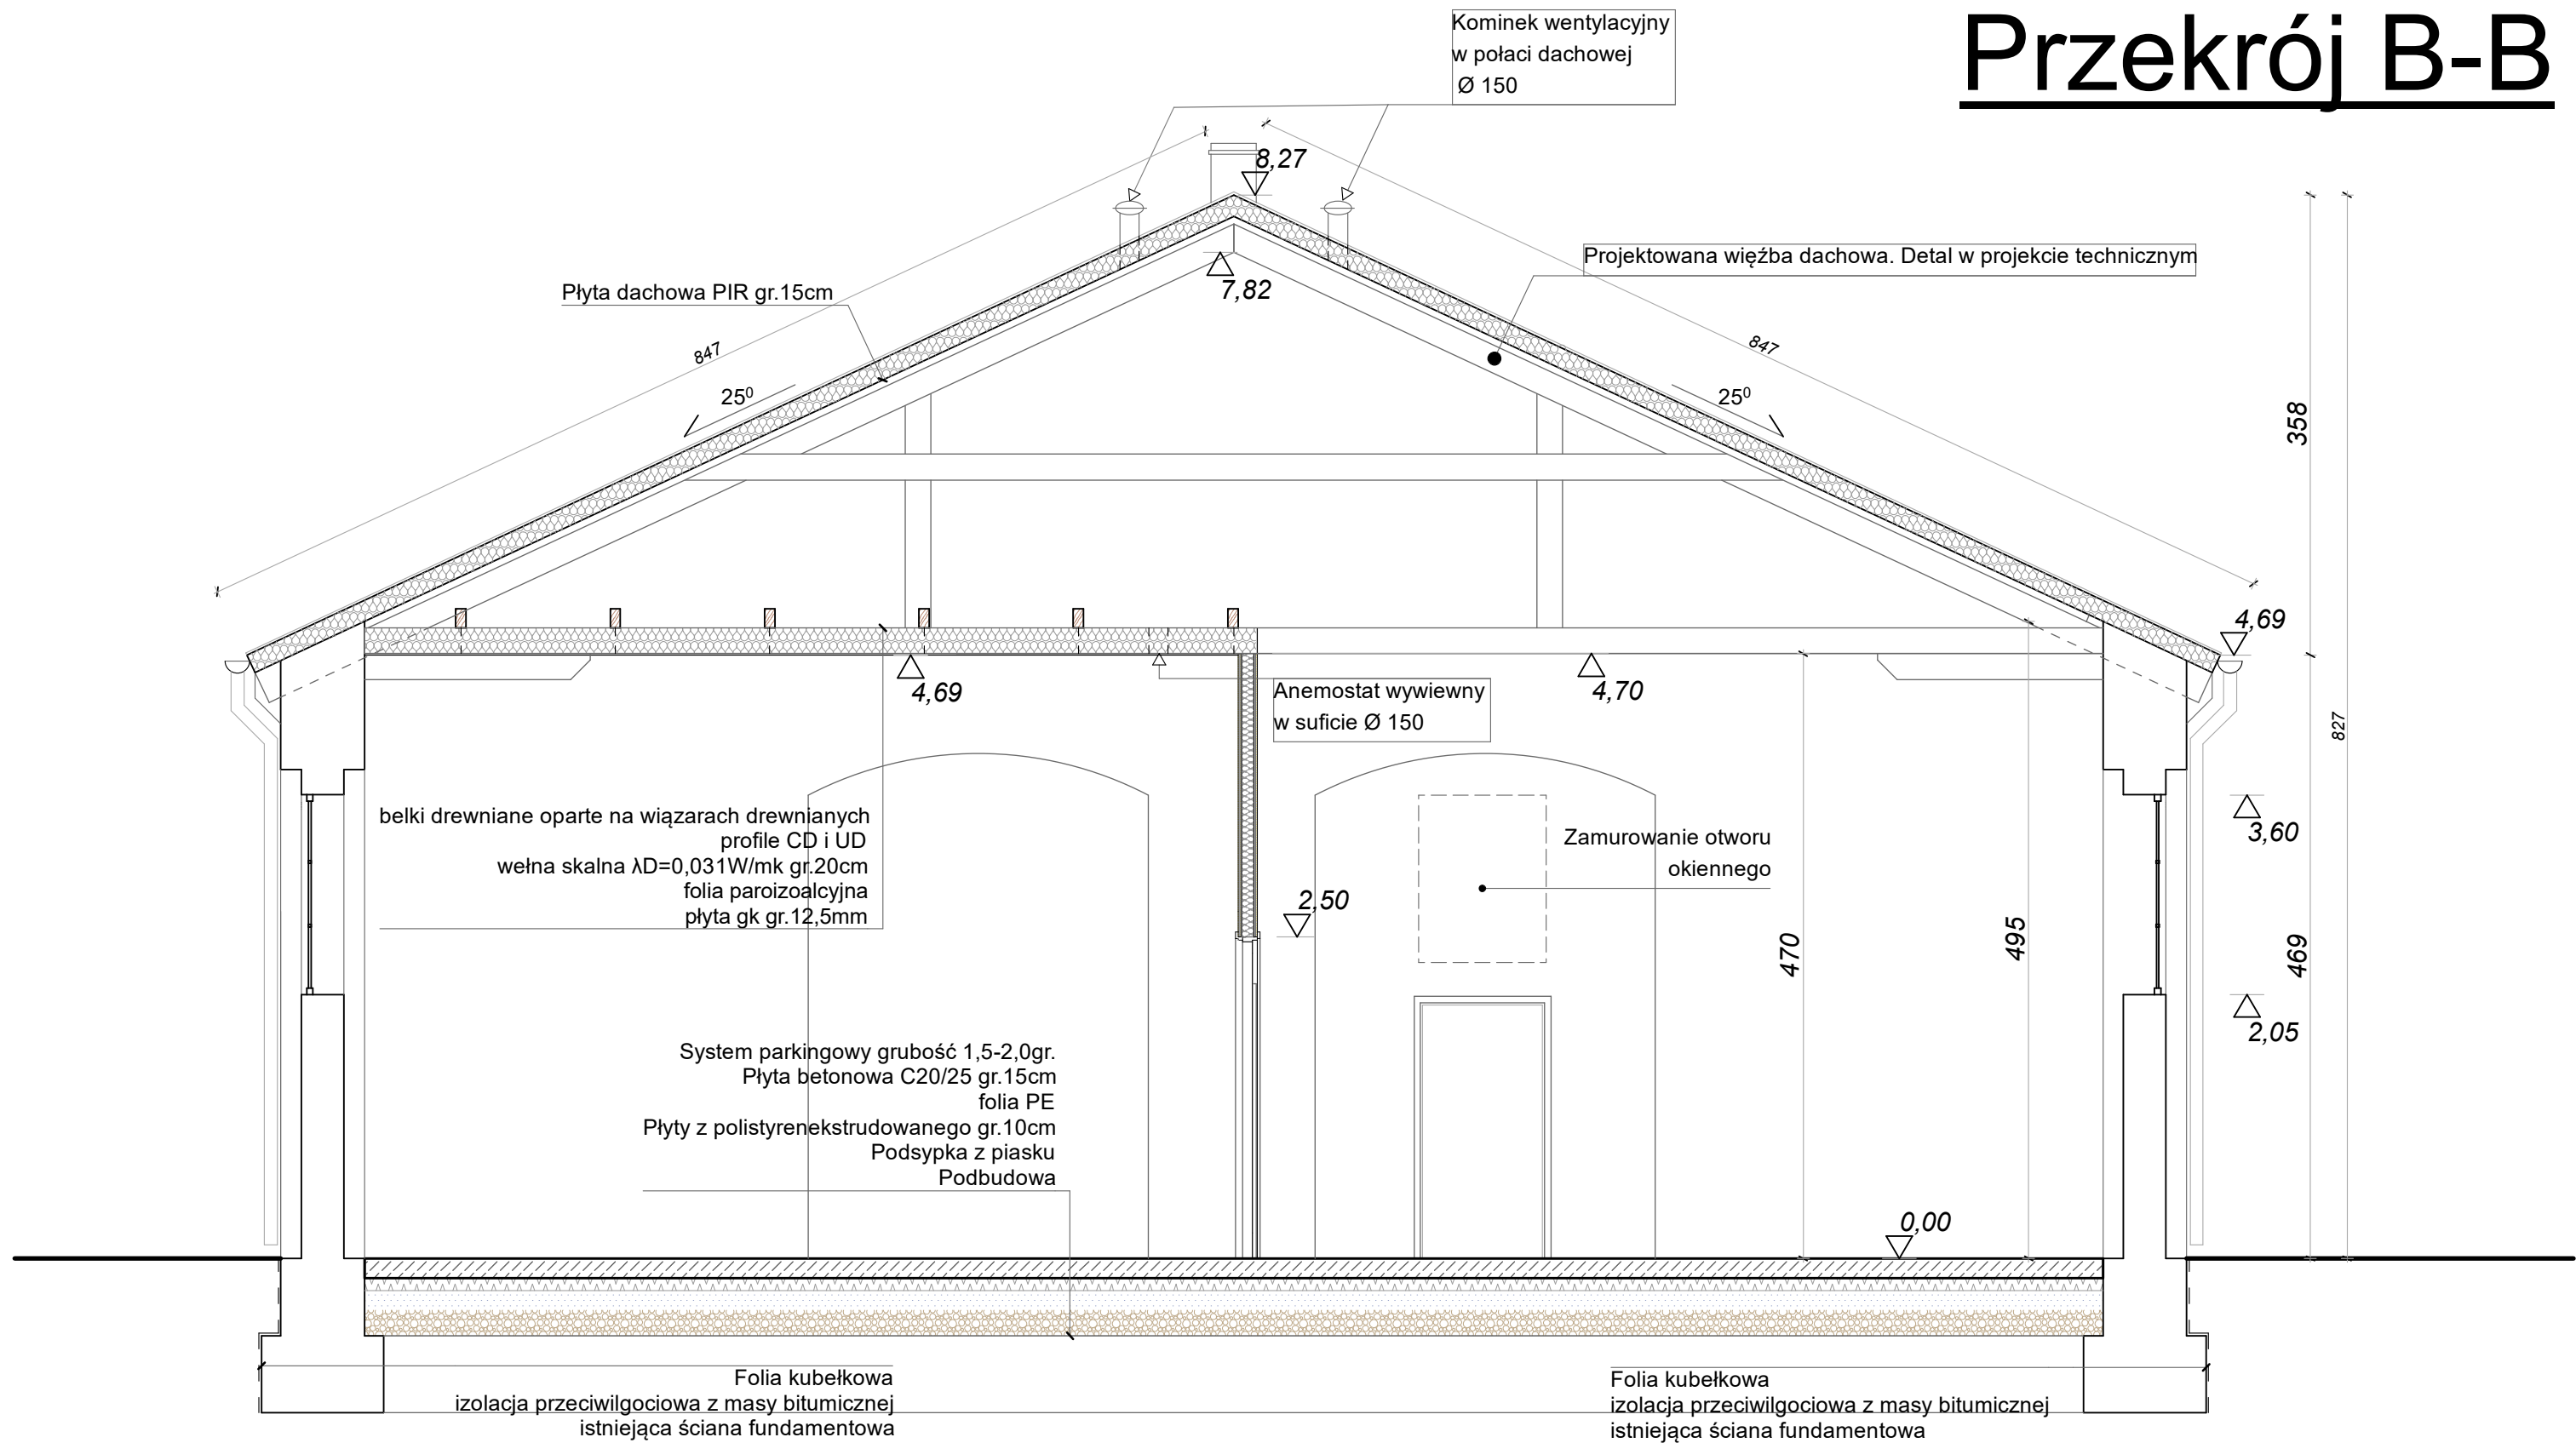 Przekrój B-B
Kominek wentylacyjny
w połaci dachowej
Ø 150
8,27
7,82
Projektowana więźba dachowa. Detal w projekcie technicznym
Płyta dachowa PIR gr.15cm
847
847
25⁰
25⁰
358
827
4,69
4,69
4,70
Anemostat wywiewny
w suficie Ø 150
belki drewniane oparte na wiązarach drewnianych
profile CD i UD
wełna skalna λD=0,031W/mk gr.20cm
folia paroizoalcyjna
płyta gk gr.12,5mm
Zamurowanie otworu
okiennego
2,50
3,60
470
495
469
2,05
System parkingowy grubość 1,5-2,0gr.
Płyta betonowa C20/25 gr.15cm
folia PE
Płyty z polistyrenekstrudowanego gr.10cm
Podsypka z piasku
Podbudowa
0,00
Folia kubełkowa
izolacja przeciwilgociowa z masy bitumicznej
istniejąca ściana fundamentowa
Folia kubełkowa
izolacja przeciwilgociowa z masy bitumicznej
istniejąca ściana fundamentowa